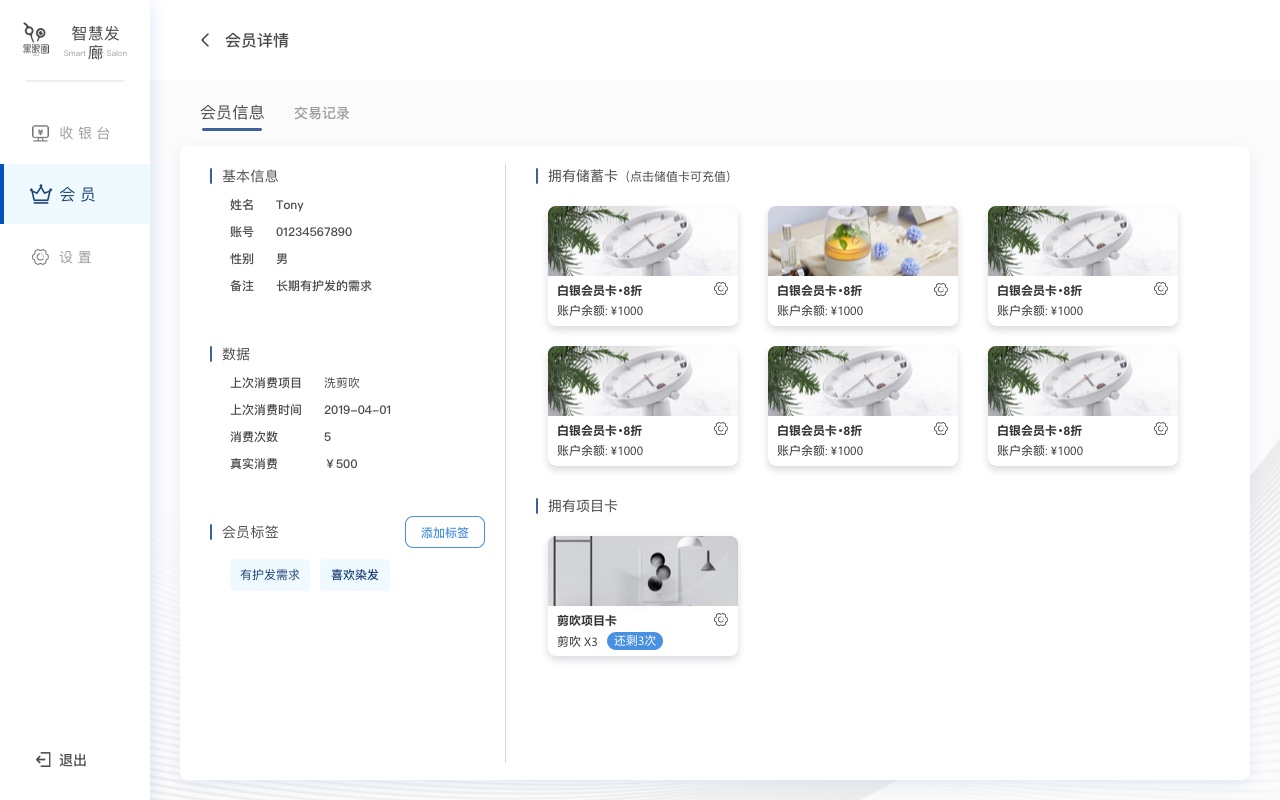 智慧发廊
Smart Salon
黑眼圈
收银台
会员
设置
退出
会员详情
会员信息
交易记录
基本信息
姓名 Tony
账号 01234567890
性别 男
备注 长期有护发的需求
数据
上次消费项目 洗剪吹
上次消费时间 2019-04-01
消费次数 5
真实消费 ￥500
会员标签
添加标签
有护发需求
喜欢染发
拥有储蓄卡（点击储值卡可充值）
白银会员卡·8折
账户余额: ¥1000
白银会员卡·8折
账户余额: ¥1000
白银会员卡·8折
账户余额: ¥1000
白银会员卡·8折
账户余额: ¥1000
白银会员卡·8折
账户余额: ¥1000
白银会员卡·8折
账户余额: ¥1000
拥有项目卡
剪吹项目卡
剪吹 X3 还剩3次